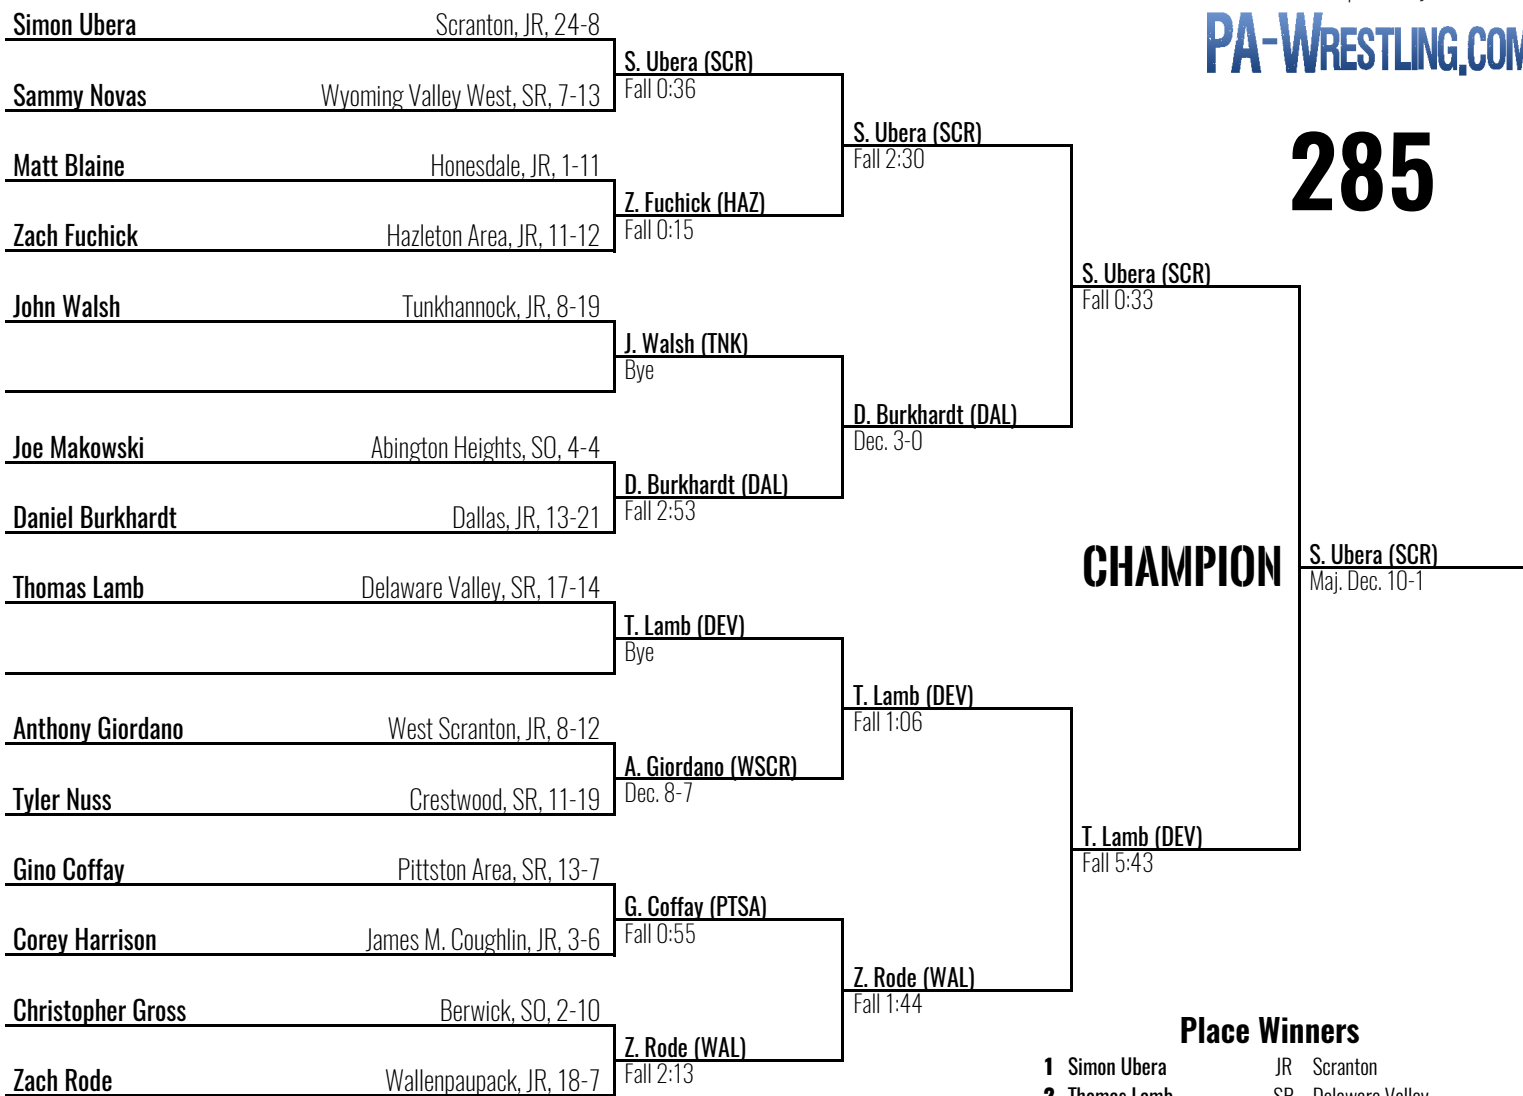 PA-WRESTLING.COM
285
Simon Ubera Scranton, JR, 24-8
S. Ubera (SCR)
Fall 0:36
Sammy Novas Wyoming Valley West, SR, 7-13
S. Ubera (SCR)
Fall 2:30
Matt Blaine Honesdale, JR, 1-11
Z. Fuchick (HAZ)
Fall 0:15
Zach Fuchick Hazleton Area, JR, 11-12
S. Ubera (SCR)
Fall 0:33
John Walsh Tunkhannock, JR, 8-19
J. Walsh (TNK)
Bye
D. Burkhardt (DAL)
Dec. 3-0
Joe Makowski Abington Heights, SO, 4-4
D. Burkhardt (DAL)
Fall 2:53
Daniel Burkhardt Dallas, JR, 13-21
CHAMPION
S. Ubera (SCR)
Maj. Dec. 10-1
Thomas Lamb Delaware Valley, SR, 17-14
T. Lamb (DEV)
Bye
T. Lamb (DEV)
Fall 1:06
Anthony Giordano West Scranton, JR, 8-12
A. Giordano (WSCR)
Dec. 8-7
Tyler Nuss Crestwood, SR, 11-19
T. Lamb (DEV)
Fall 5:43
Gino Coffay Pittston Area, SR, 13-7
G. Coffay (PTSA)
Fall 0:55
Corey Harrison James M. Coughlin, JR, 3-6
Z. Rode (WAL)
Fall 1:44
Christopher Gross Berwick, SO, 2-10
Z. Rode (WAL)
Fall 2:13
Zach Rode Wallenpaupack, JR, 18-7
Place Winners
1 Simon Ubera JR Scranton
2 Thomas Lamb SR Delaware Valley